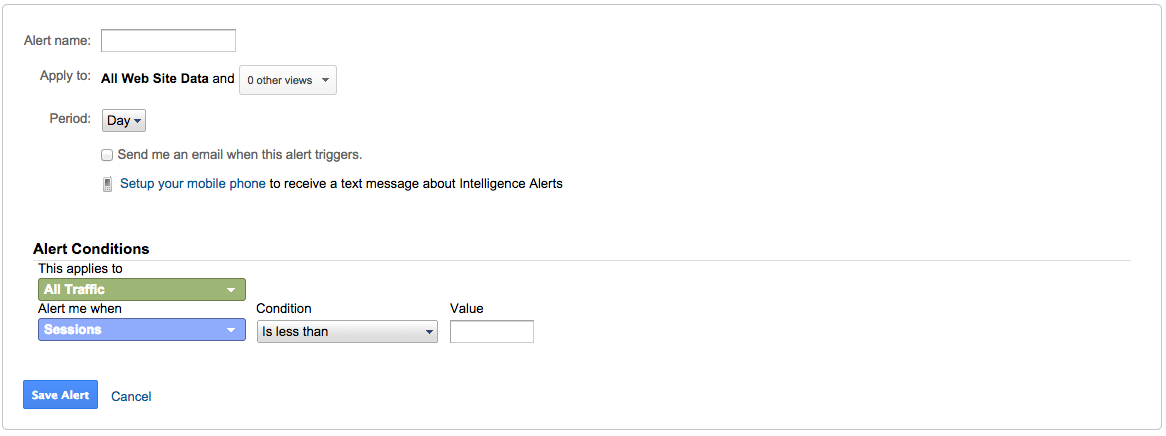 Alert name:
Apply to: All Web Site Data and 0 other views
Period: Day
Send me an email when this alert triggers.
Setup your mobile phone to receive a text message about Intelligence Alerts
Alert Conditions
This applies to
All Traffic
Alert me when Condition Value
Sessions Is less than
Save Alert Cancel